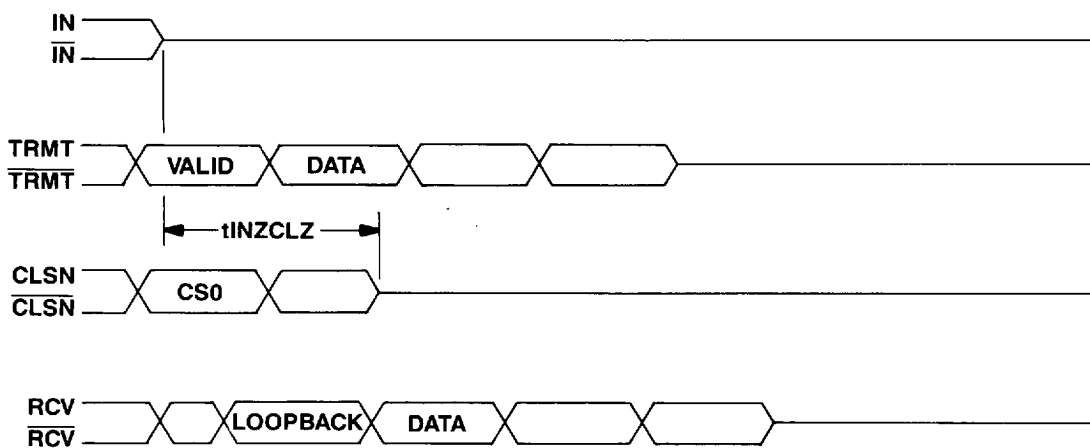 IN
IN
TRMT
TRMT
VALID DATA
tINZCLZ
CLSN
CLSN
CS0
RCV
RCV
LOOPBACK DATA